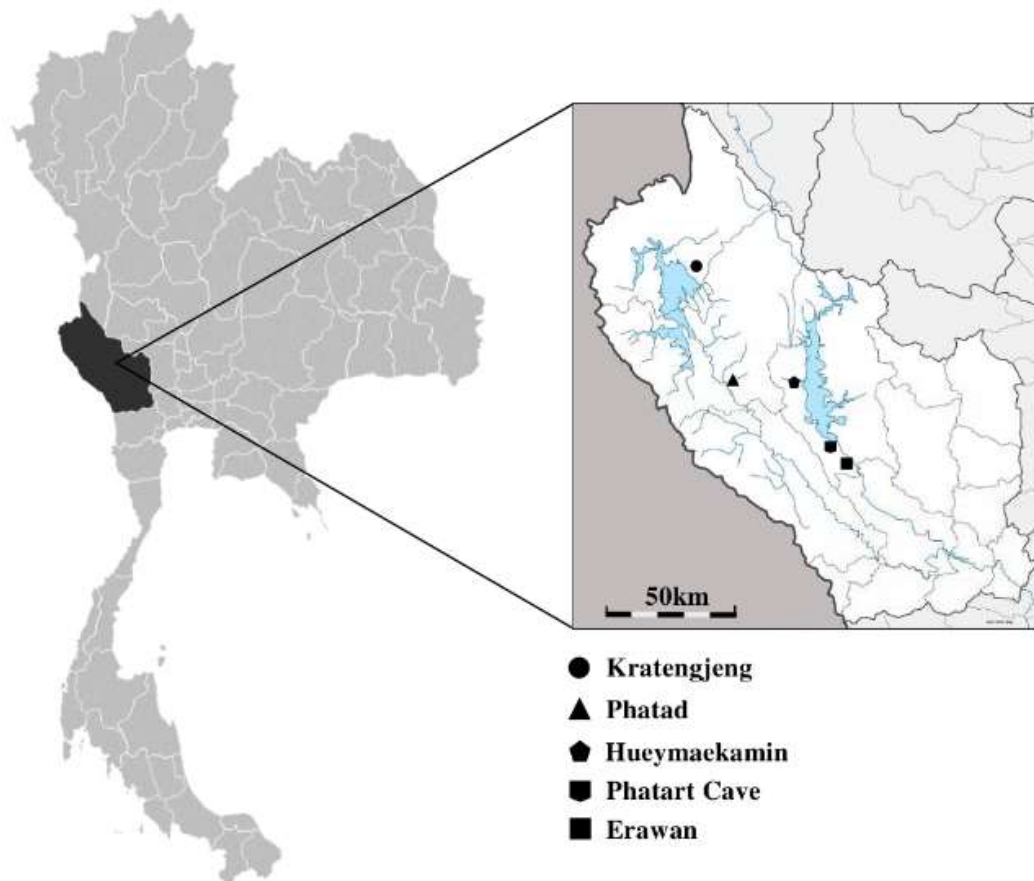 50km
Kratengjeng
Phatad
Hueymaekamin
Phatart Cave
Erawan